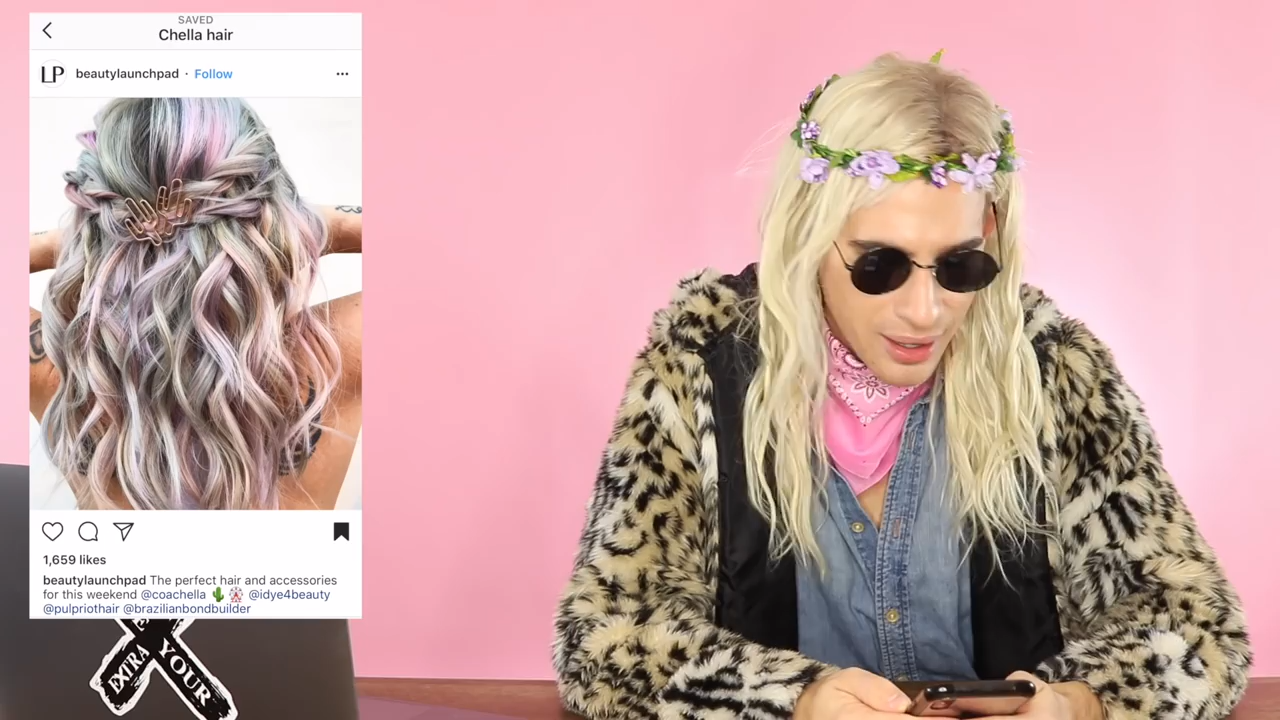 SAVED
Chella hair
LP
beautylaunchpad · Follow
1,659 likes
beautylaunchpad The perfect hair and accessories
for this weekend @coachella 🌵 🎡 @idye4beauty
@pulpriothair @brazilianbondbuilder
EXTRA
YOUR